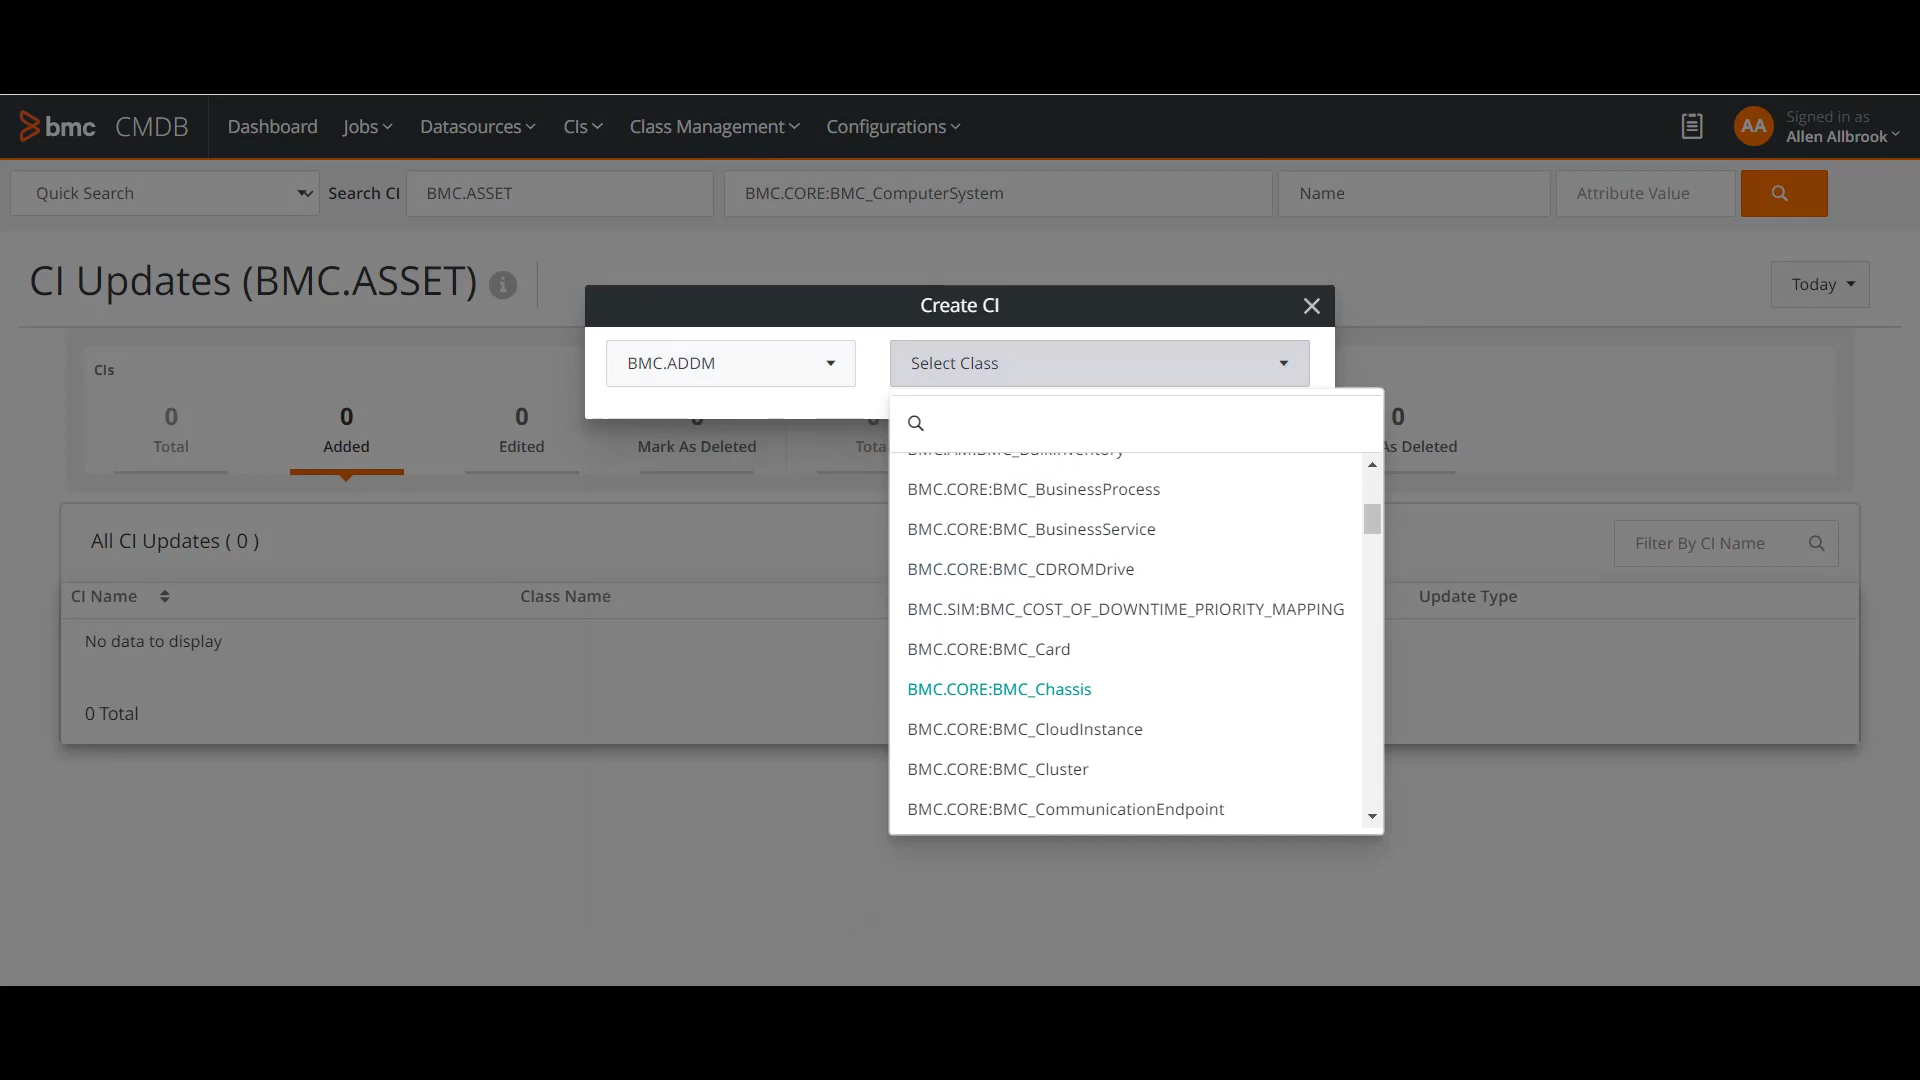 bmc CMDB Dashboard Jobs Datasources CIs Class Management Configurations
AA Signed in as
Allen Allbrook
Quick Search Search CI BMC.ASSET BMC.CORE:BMC_ComputerSystem Name Attribute Value
CI Updates (BMC.ASSET) i
Today
Create CI
BMC.ADDM Select Class
CIs
0 0 0 0
Total Added Edited Mark As Deleted As Deleted
BMC.CORE:BMC_BusinessProcess
BMC.CORE:BMC_BusinessService
BMC.CORE:BMC_CDROMDrive
BMC.SIM:BMC_COST_OF_DOWNTIME_PRIORITY_MAPPING
BMC.CORE:BMC_Card
BMC.CORE:BMC_Chassis
BMC.CORE:BMC_CloudInstance
BMC.CORE:BMC_Cluster
BMC.CORE:BMC_CommunicationEndpoint
All CI Updates ( 0 )
Filter By CI Name
CI Name Class Name Update Type
No data to display
0 Total